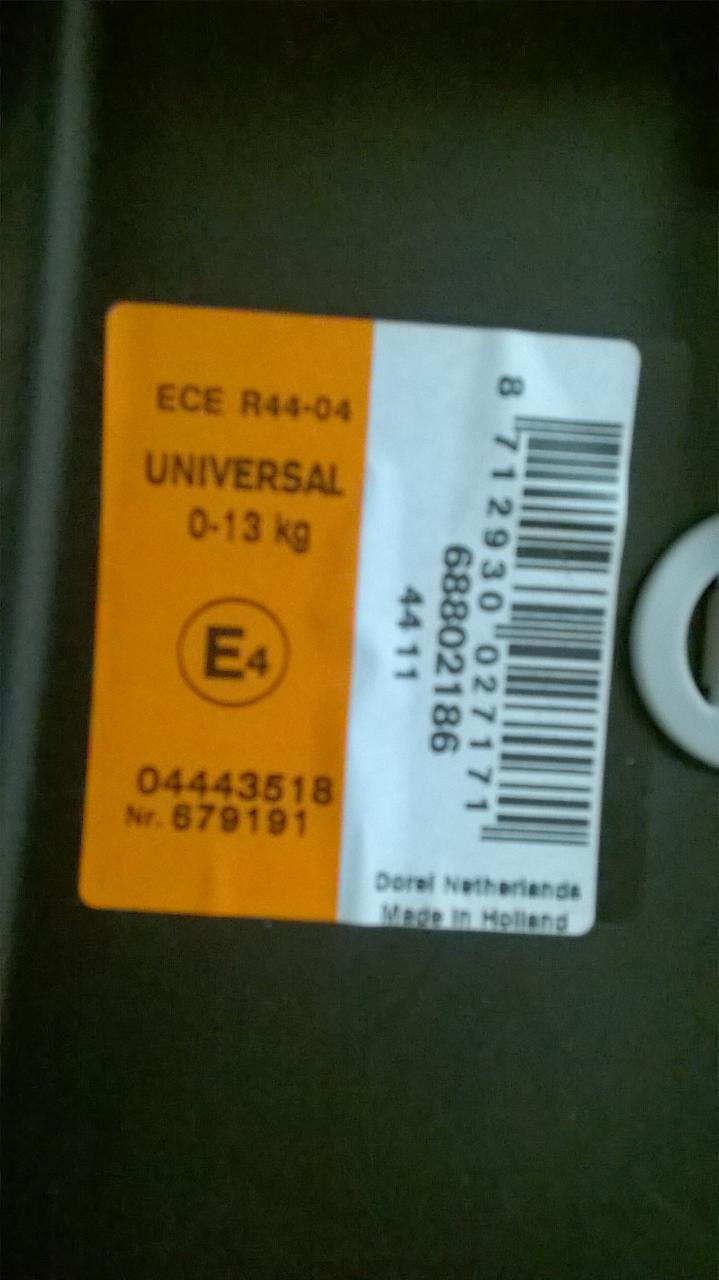 ECE R44-04
UNIVERSAL
0-13 kg
E4
04443518
Nr. 679191
8 712930 027171
68802186
4411
Dorel Netherlands
Made in Holland